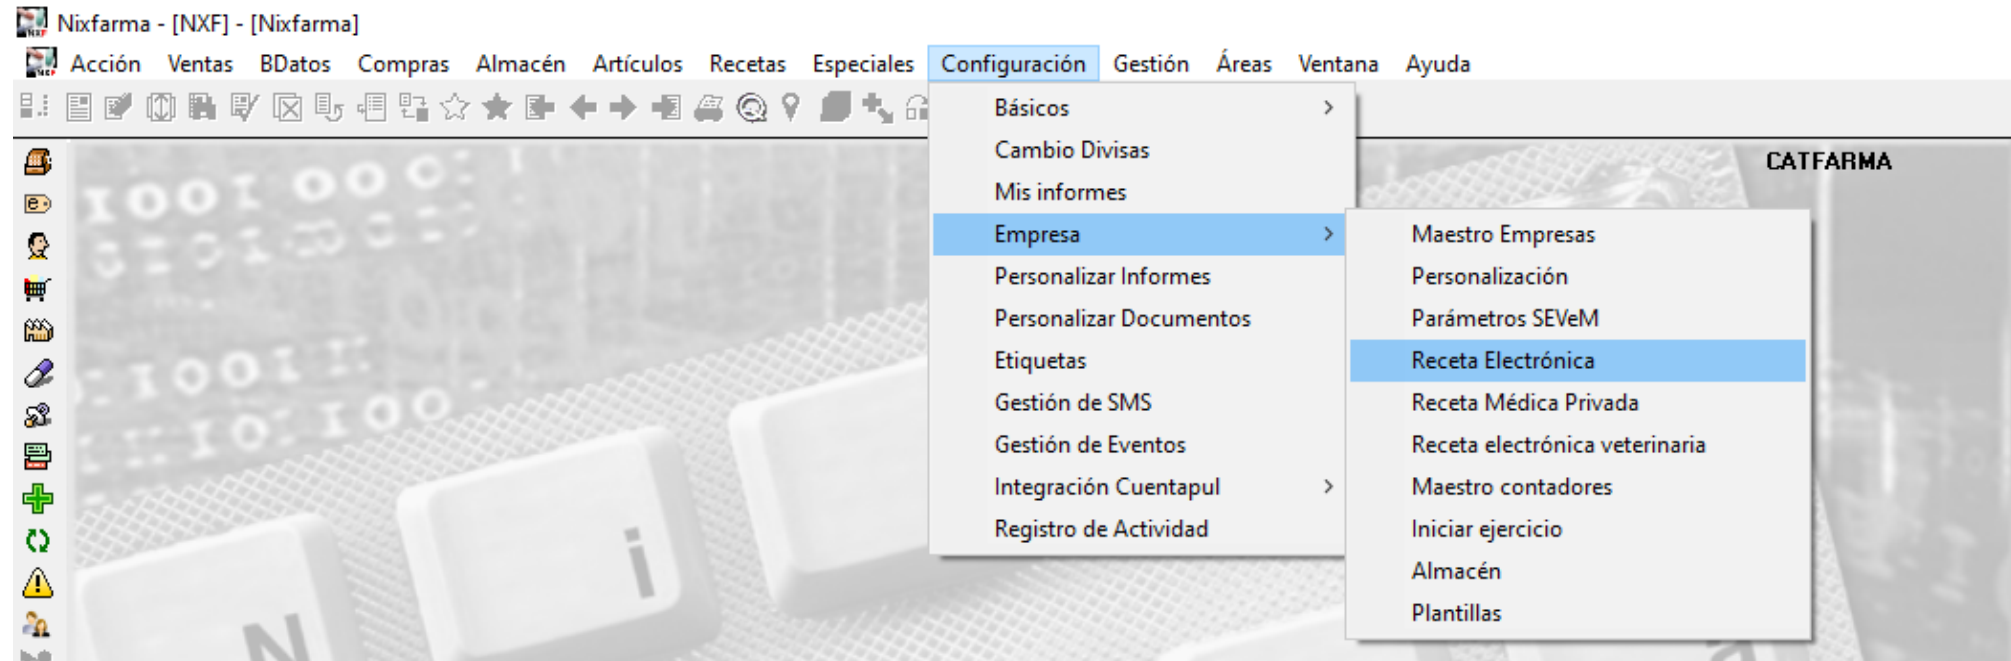 Nixfarma - [NXF] - [Nixfarma]
Acción Ventas BDatos Compras Almacén Artículos Recetas Especiales Configuración Gestión Áreas Ventana Ayuda
Básicos
Cambio Divisas
Mis informes
Empresa
Personalizar Informes
Personalizar Documentos
Etiquetas
Gestión de SMS
Gestión de Eventos
Integración Cuentapul
Registro de Actividad
CATFARMA
Maestro Empresas
Personalización
Parámetros SEVeM
Receta Electrónica
Receta Médica Privada
Receta electrónica veterinaria
Maestro contadores
Iniciar ejercicio
Almacén
Plantillas
N i